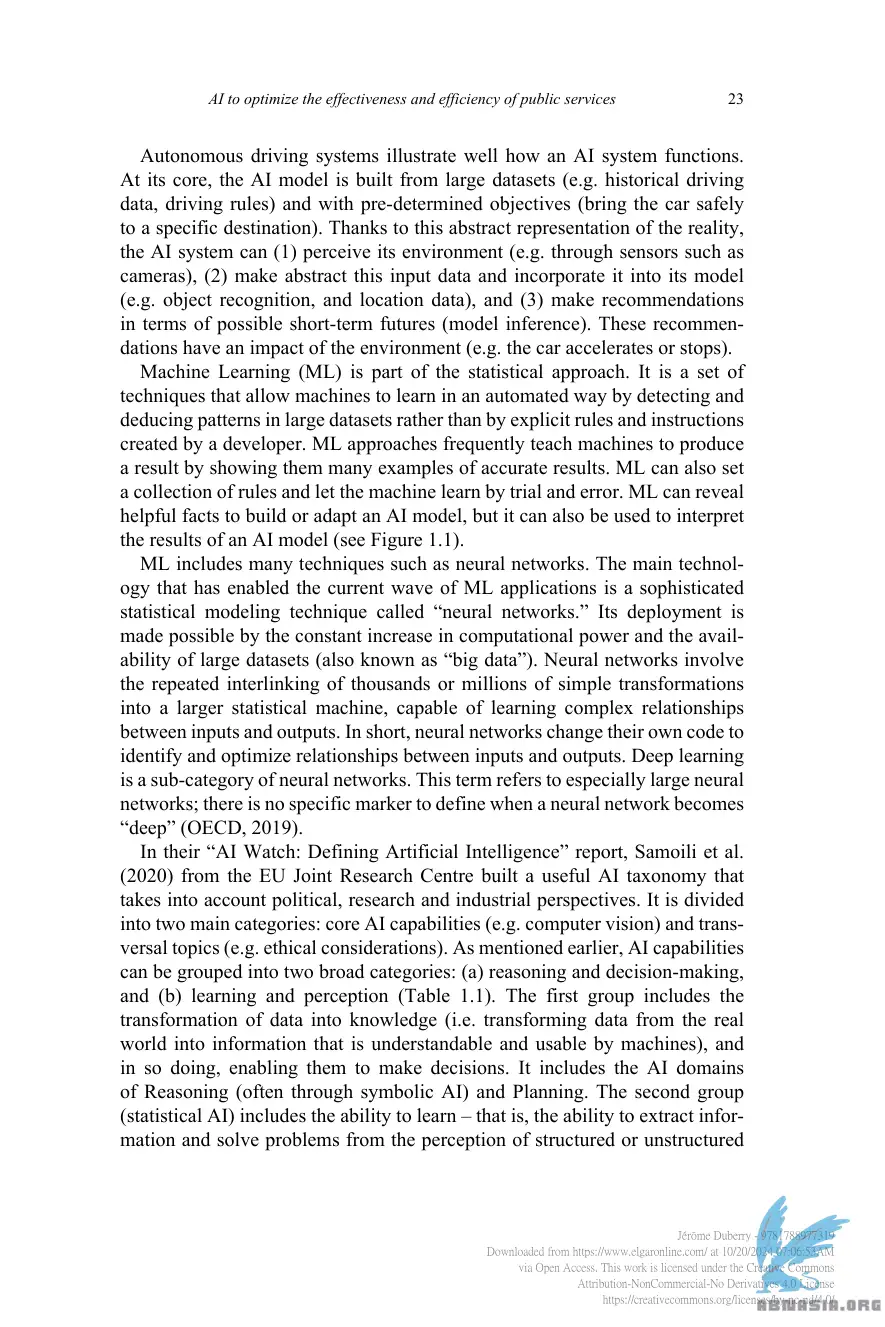 AI to optimize the effectiveness and efficiency of public services 23
Autonomous driving systems illustrate well how an AI system functions.
At its core, the AI model is built from large datasets (e.g. historical driving
data, driving rules) and with pre-determined objectives (bring the car safely
to a specific destination). Thanks to this abstract representation of the reality,
the AI system can (1) perceive its environment (e.g. through sensors such as
cameras), (2) make abstract this input data and incorporate it into its model
(e.g. object recognition, and location data), and (3) make recommendations
in terms of possible short-term futures (model inference). These recommen-
dations have an impact of the environment (e.g. the car accelerates or stops).
Machine Learning (ML) is part of the statistical approach. It is a set of
techniques that allow machines to learn in an automated way by detecting and
deducing patterns in large datasets rather than by explicit rules and instructions
created by a developer. ML approaches frequently teach machines to produce
a result by showing them many examples of accurate results. ML can also set
a collection of rules and let the machine learn by trial and error. ML can reveal
helpful facts to build or adapt an AI model, but it can also be used to interpret
the results of an AI model (see Figure 1.1).
ML includes many techniques such as neural networks. The main technol-
ogy that has enabled the current wave of ML applications is a sophisticated
statistical modeling technique called “neural networks.” Its deployment is
made possible by the constant increase in computational power and the avail-
ability of large datasets (also known as “big data”). Neural networks involve
the repeated interlinking of thousands or millions of simple transformations
into a larger statistical machine, capable of learning complex relationships
between inputs and outputs. In short, neural networks change their own code to
identify and optimize relationships between inputs and outputs. Deep learning
is a sub-category of neural networks. This term refers to especially large neural
networks; there is no specific marker to define when a neural network becomes
“deep” (OECD, 2019).
In their “AI Watch: Defining Artificial Intelligence” report, Samoili et al.
(2020) from the EU Joint Research Centre built a useful AI taxonomy that
takes into account political, research and industrial perspectives. It is divided
into two main categories: core AI capabilities (e.g. computer vision) and trans-
versal topics (e.g. ethical considerations). As mentioned earlier, AI capabilities
can be grouped into two broad categories: (a) reasoning and decision-making,
and (b) learning and perception (Table 1.1). The first group includes the
transformation of data into knowledge (i.e. transforming data from the real
world into information that is understandable and usable by machines), and
in so doing, enabling them to make decisions. It includes the AI domains
of Reasoning (often through symbolic AI) and Planning. The second group
(statistical AI) includes the ability to learn – that is, the ability to extract infor-
mation and solve problems from the perception of structured or unstructured
Jérôme Duberry - 9781788977319
Downloaded from https://www.elgaronline.com/ at 10/20/2024 07:06:53AM
via Open Access. This work is licensed under the Creative Commons
Attribution-NonCommercial-No Derivatives 4.0 License
https://creativecommons.org/licenses/by-nc-nd/4.0/
ABNASIA.ORG